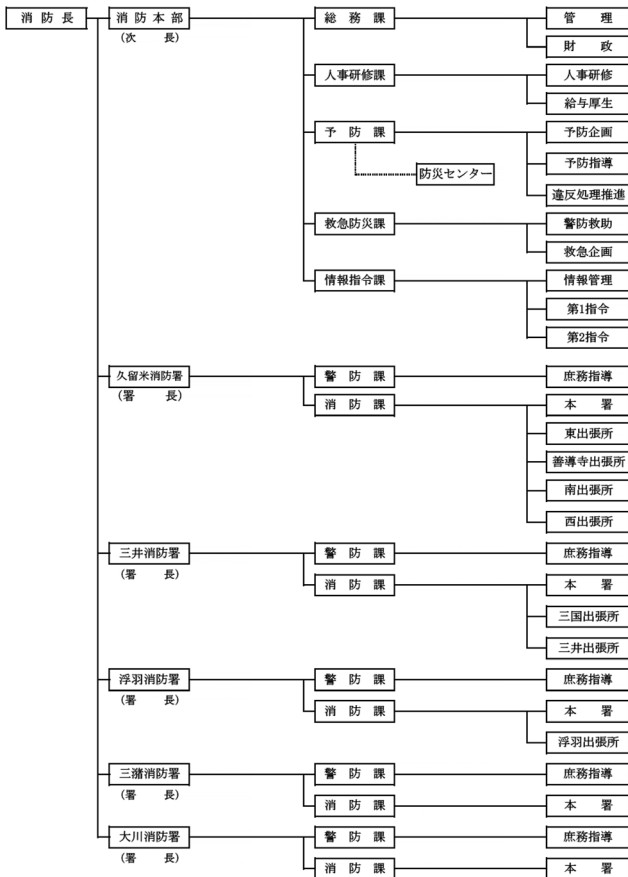 消防長 消防本部 総務課 管理
(次長) 財政
人事研修課 人事研修
給与厚生
予防課 予防企画
予防指導
防災センター
違反処理推進
救急防災課 警防救助
救急企画
情報指令課 情報管理
第1指令
第2指令
久留米消防署 警防課 庶務指導
(署長)
消防課 本署
東出張所
善導寺出張所
南出張所
西出張所
三井消防署 警防課 庶務指導
(署長)
消防課 本署
三国出張所
三井出張所
浮羽消防署 警防課 庶務指導
(署長)
消防課 本署
浮羽出張所
三潴消防署 警防課 庶務指導
(署長)
消防課 本署
大川消防署 警防課 庶務指導
(署長)
消防課 本署